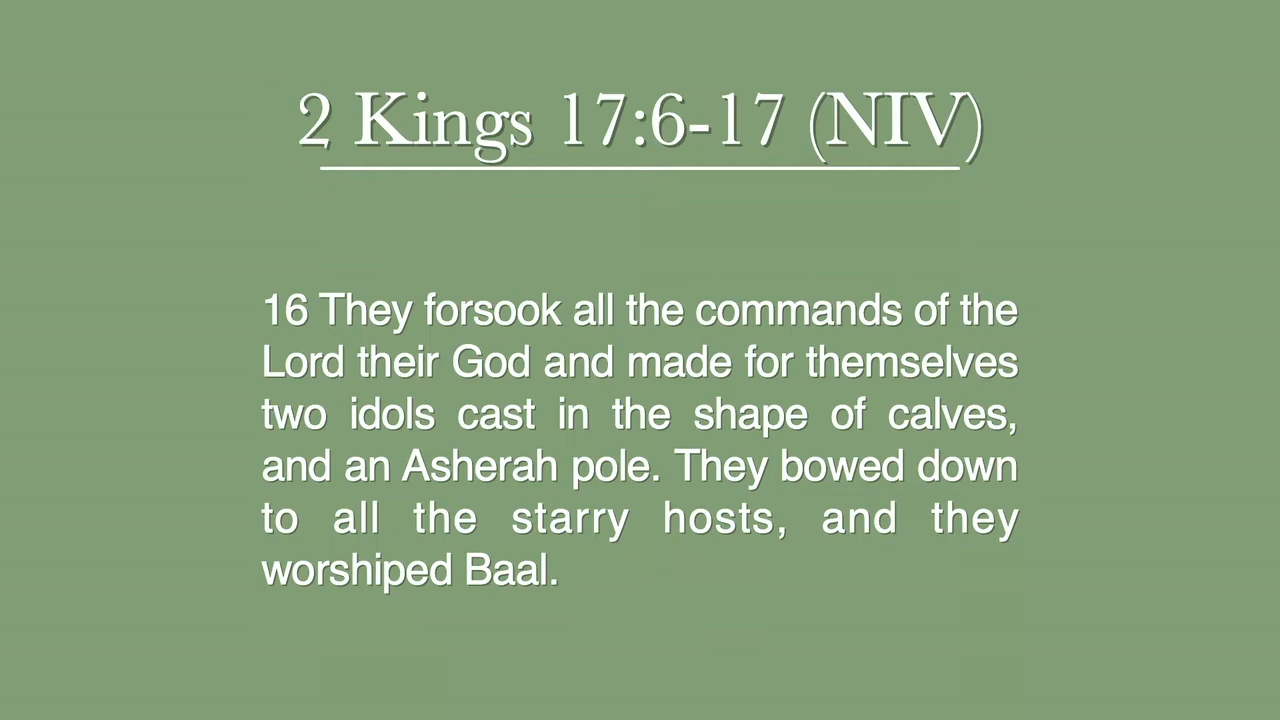 2 Kings 17:6-17 (NIV)
16 They forsook all the commands of the
Lord their God and made for themselves
two idols cast in the shape of calves,
and an Asherah pole. They bowed down
to all the starry hosts, and they
worshiped Baal.